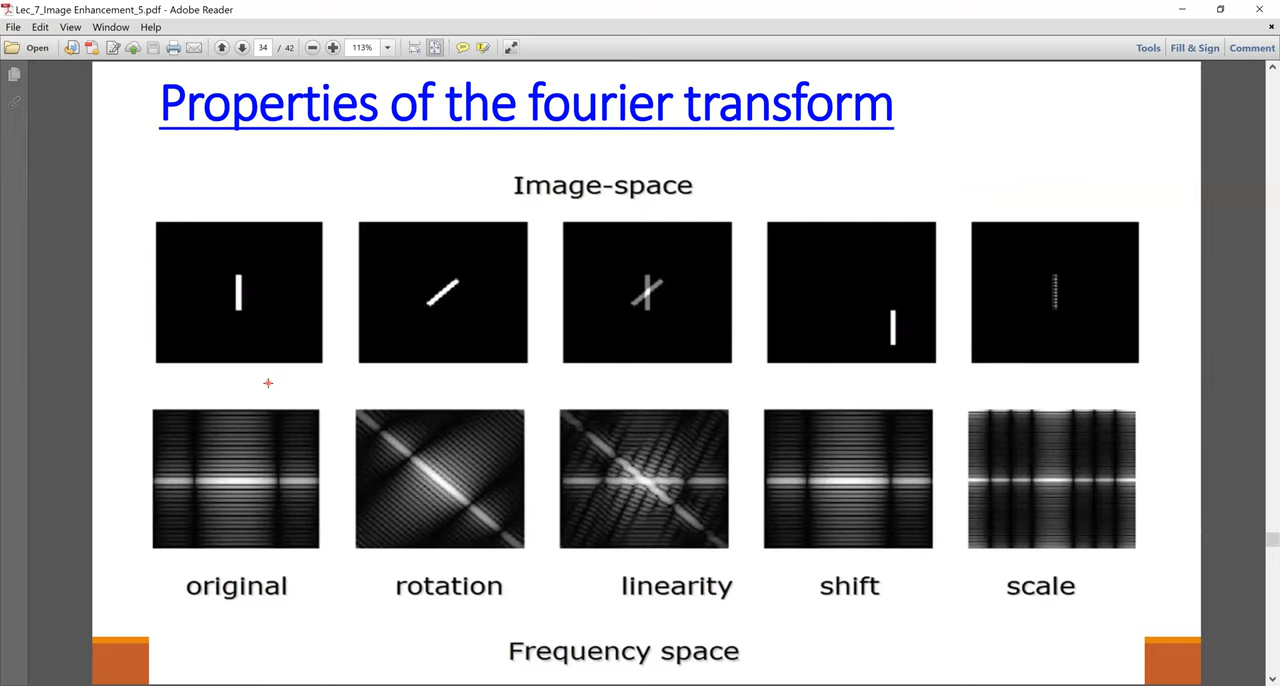 Lec_7_Image Enhancement_5.pdf - Adobe Reader
File Edit View Window Help
Open 34 / 42 113% Tools Fill & Sign Comment
Properties of the fourier transform
Image-space
original rotation linearity shift scale
Frequency space